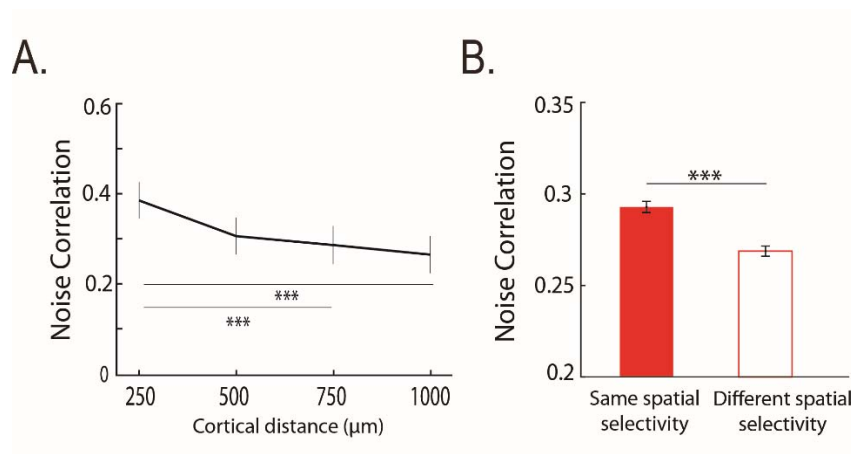 A.
Noise Correlation
0.6
0.4
0.2
0
***
***
250 500 750 1000
Cortical distance (µm)
B.
Noise Correlation
0.35
0.3
0.25
0.2
***
Same spatial
selectivity
Different spatial
selectivity